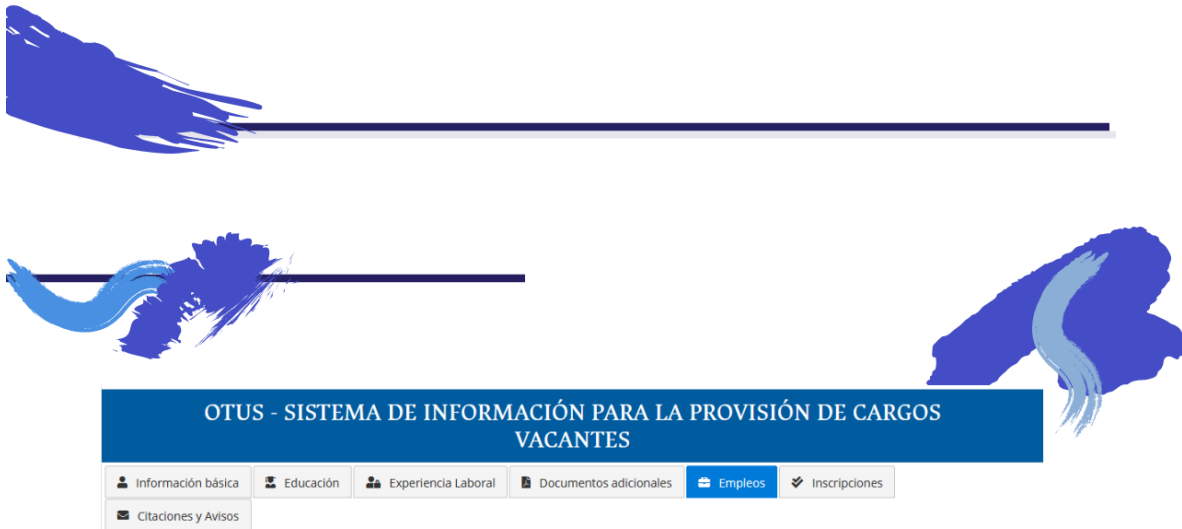 OTUS - SISTEMA DE INFORMACIÓN PARA LA PROVISIÓN DE CARGOS
VACANTES
Información básica Educación Experiencia Laboral Documentos adicionales Empleos Inscripciones
Citaciones y Avisos